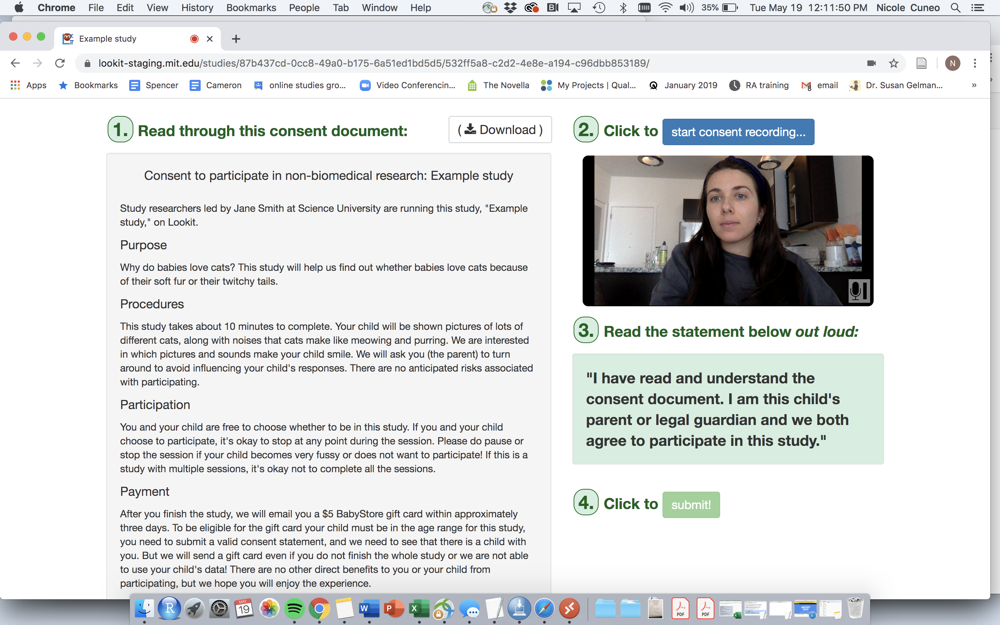 Chrome File Edit View History Bookmarks People Tab Window Help 35% Tue May 19 12:11:50 PM Nicole Cuneo
Example study
lookit-staging.mit.edu/studies/87b437cd-0cc8-49a0-b175-6a51ed1bd5d5/532ff5a8-c2d2-4e8e-a194-c96dbb853189/
N
Apps Bookmarks Spencer Cameron online studies gro... Video Conferencin... The Novella My Projects | Qual... January 2019 RA training email Dr. Susan Gelman... »
1. Read through this consent document:
( Download )
Consent to participate in non-biomedical research: Example study
Study researchers led by Jane Smith at Science University are running this study, "Example
study," on Lookit.
Purpose
Why do babies love cats? This study will help us find out whether babies love cats because
of their soft fur or their twitchy tails.
Procedures
This study takes about 10 minutes to complete. Your child will be shown pictures of lots of
different cats, along with noises that cats make like meowing and purring. We are interested
in which pictures and sounds make your child smile. We will ask you (the parent) to turn
around to avoid influencing your child's responses. There are no anticipated risks associated
with participating.
Participation
You and your child are free to choose whether to be in this study. If you and your child
choose to participate, it's okay to stop at any point during the session. Please do pause or
stop the session if your child becomes very fussy or does not want to participate! If this is a
study with multiple sessions, it's okay not to complete all the sessions.
Payment
After you finish the study, we will email you a $5 BabyStore gift card within approximately
three days. To be eligible for the gift card your child must be in the age range for this study,
you need to submit a valid consent statement, and we need to see that there is a child with
you. But we will send a gift card even if you do not finish the whole study or we are not able
to use your child's data! There are no other direct benefits to you or your child from
participating, but we hope you will enjoy the experience.
2. Click to start consent recording...
3. Read the statement below out loud:
"I have read and understand the
consent document. I am this child's
parent or legal guardian and we both
agree to participate in this study."
4. Click to submit!
R
MAY
19
W
P
X
PDF
PDF
JAVASCRIPT
CIRCUIT